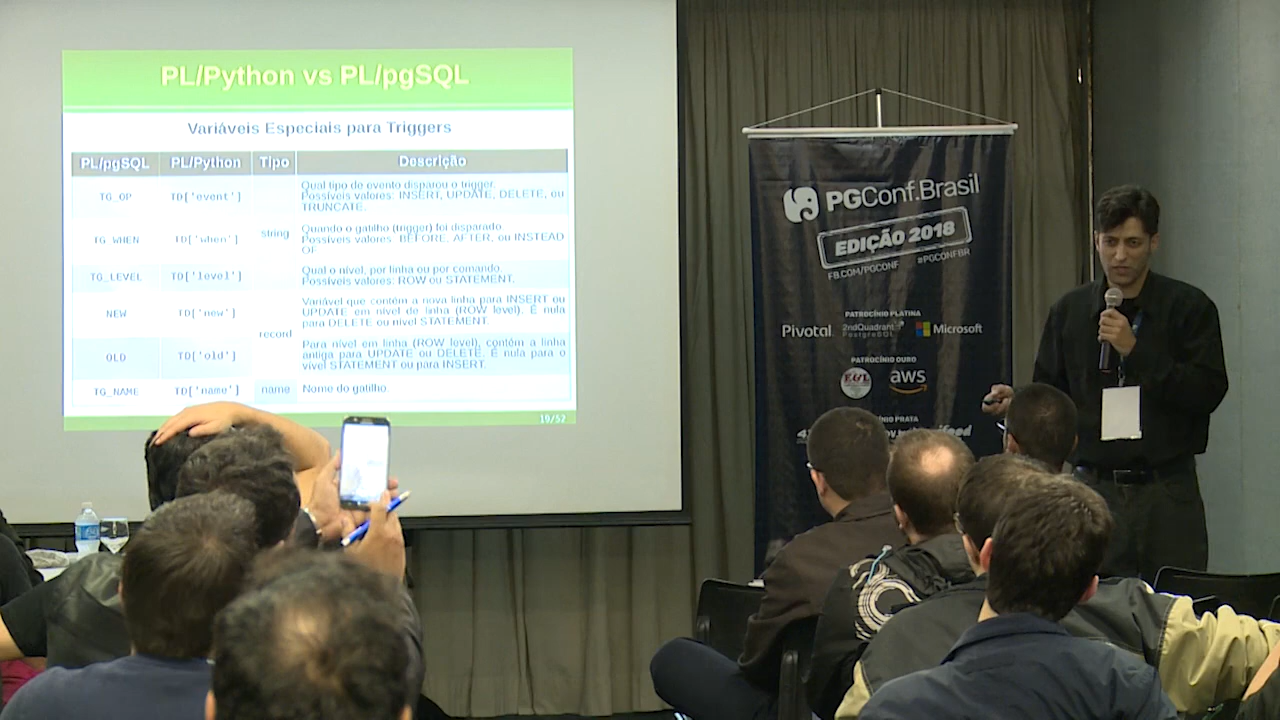 PL/Python vs PL/pgSQL
Variáveis Especiais para Triggers
PL/pgSQL PL/Python Tipo Descrição
TG_OP TD['event'] Qual tipo de evento disparou o trigger.
Possíveis valores: INSERT, UPDATE, DELETE, ou
TRUNCATE.
string
TG_WHEN TD['when'] Quando o gatilho (trigger) foi disparado.
Possíveis valores: BEFORE, AFTER, ou INSTEAD
OF
TG_LEVEL TD['level'] Qual o nível, por linha ou por comando.
Possíveis valores: ROW ou STATEMENT.
NEW TD['new'] Variável que contém a nova linha para INSERT ou
UPDATE em nível de linha (ROW level). É nula
para DELETE ou nível STATEMENT.
record
OLD TD['old'] Para nível em linha (ROW level), contém a linha
antiga para UPDATE ou DELETE. É nula para o
vível STATEMENT ou para INSERT.
TG_NAME TD['name'] name Nome do gatilho.
19/52
PGConf.Brasil
EDIÇÃO 2018
FB.COM/PGCONF #PGCONFBR
PATROCÍNIO PLATINA
Pivotal 2ndQuadrant PostgreSQL Microsoft
PATROCÍNIO OURO
aws
PRATA